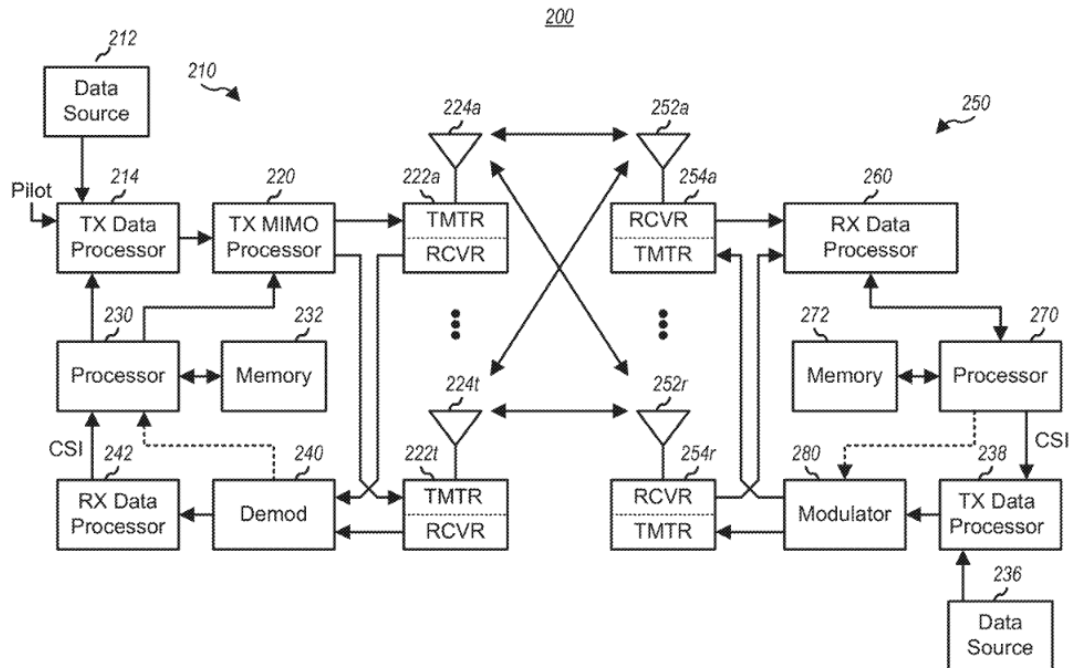 200
212
Data
Source
210
250
224a
252a
Pilot
214
TX Data
Processor
220
TX MIMO
Processor
222a
TMTR
RCVR
254a
RCVR
TMTR
260
RX Data
Processor
230
Processor
232
Memory
272
Memory
270
Processor
224t
252r
CSI
242
RX Data
Processor
240
Demod
222t
TMTR
RCVR
254r
RCVR
TMTR
280
Modulator
CSI
238
TX Data
Processor
236
Data
Source